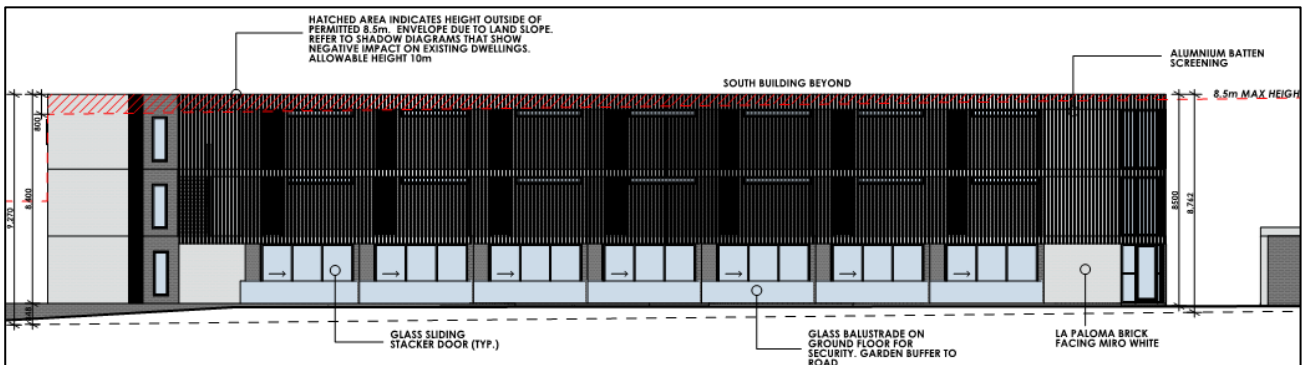 HATCHED AREA INDICATES HEIGHT OUTSIDE OF
PERMITTED 8.5m. ENVELOPE DUE TO LAND SLOPE.
REFER TO SHADOW DIAGRAMS THAT SHOW
NEGATIVE IMPACT ON EXISTING DWELLINGS.
ALLOWABLE HEIGHT 10m
ALUMNIUM BATTEN
SCREENING
SOUTH BUILDING BEYOND
8.5m MAX HEIGH
800
9,270
8,400
8500
8,762
GLASS SLIDING
STACKER DOOR (TYP.)
GLASS BALUSTRADE ON
GROUND FLOOR FOR
SECURITY. GARDEN BUFFER TO
ROAD
LA PALOMA BRICK
FACING MIRO WHITE